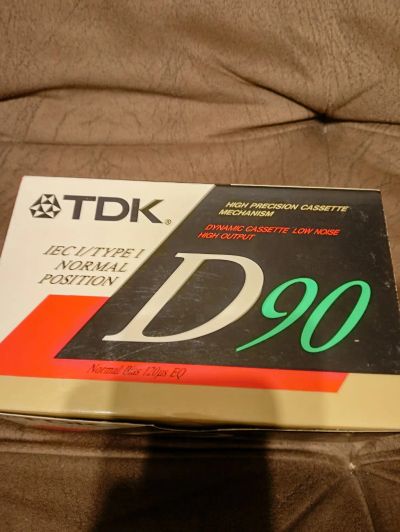 TDK®
HIGH PRECISION CASSETTE
MECHANISM
DYNAMIC CASSETTE LOW NOISE
HIGH OUTPUT
IEC I/TYPE I
NORMAL
POSITION
D90
Normal Bias 120µs EQ